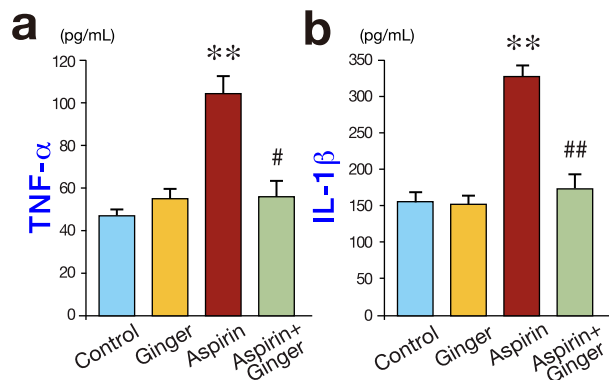 a
(pg/mL)
**
120
100
80
60
40
20
0
TNF-α
#
Control
Ginger
Aspirin
Aspirin+
Ginger
b
(pg/mL)
**
350
300
250
200
150
100
50
0
IL-1β
##
Control
Ginger
Aspirin
Aspirin+
Ginger